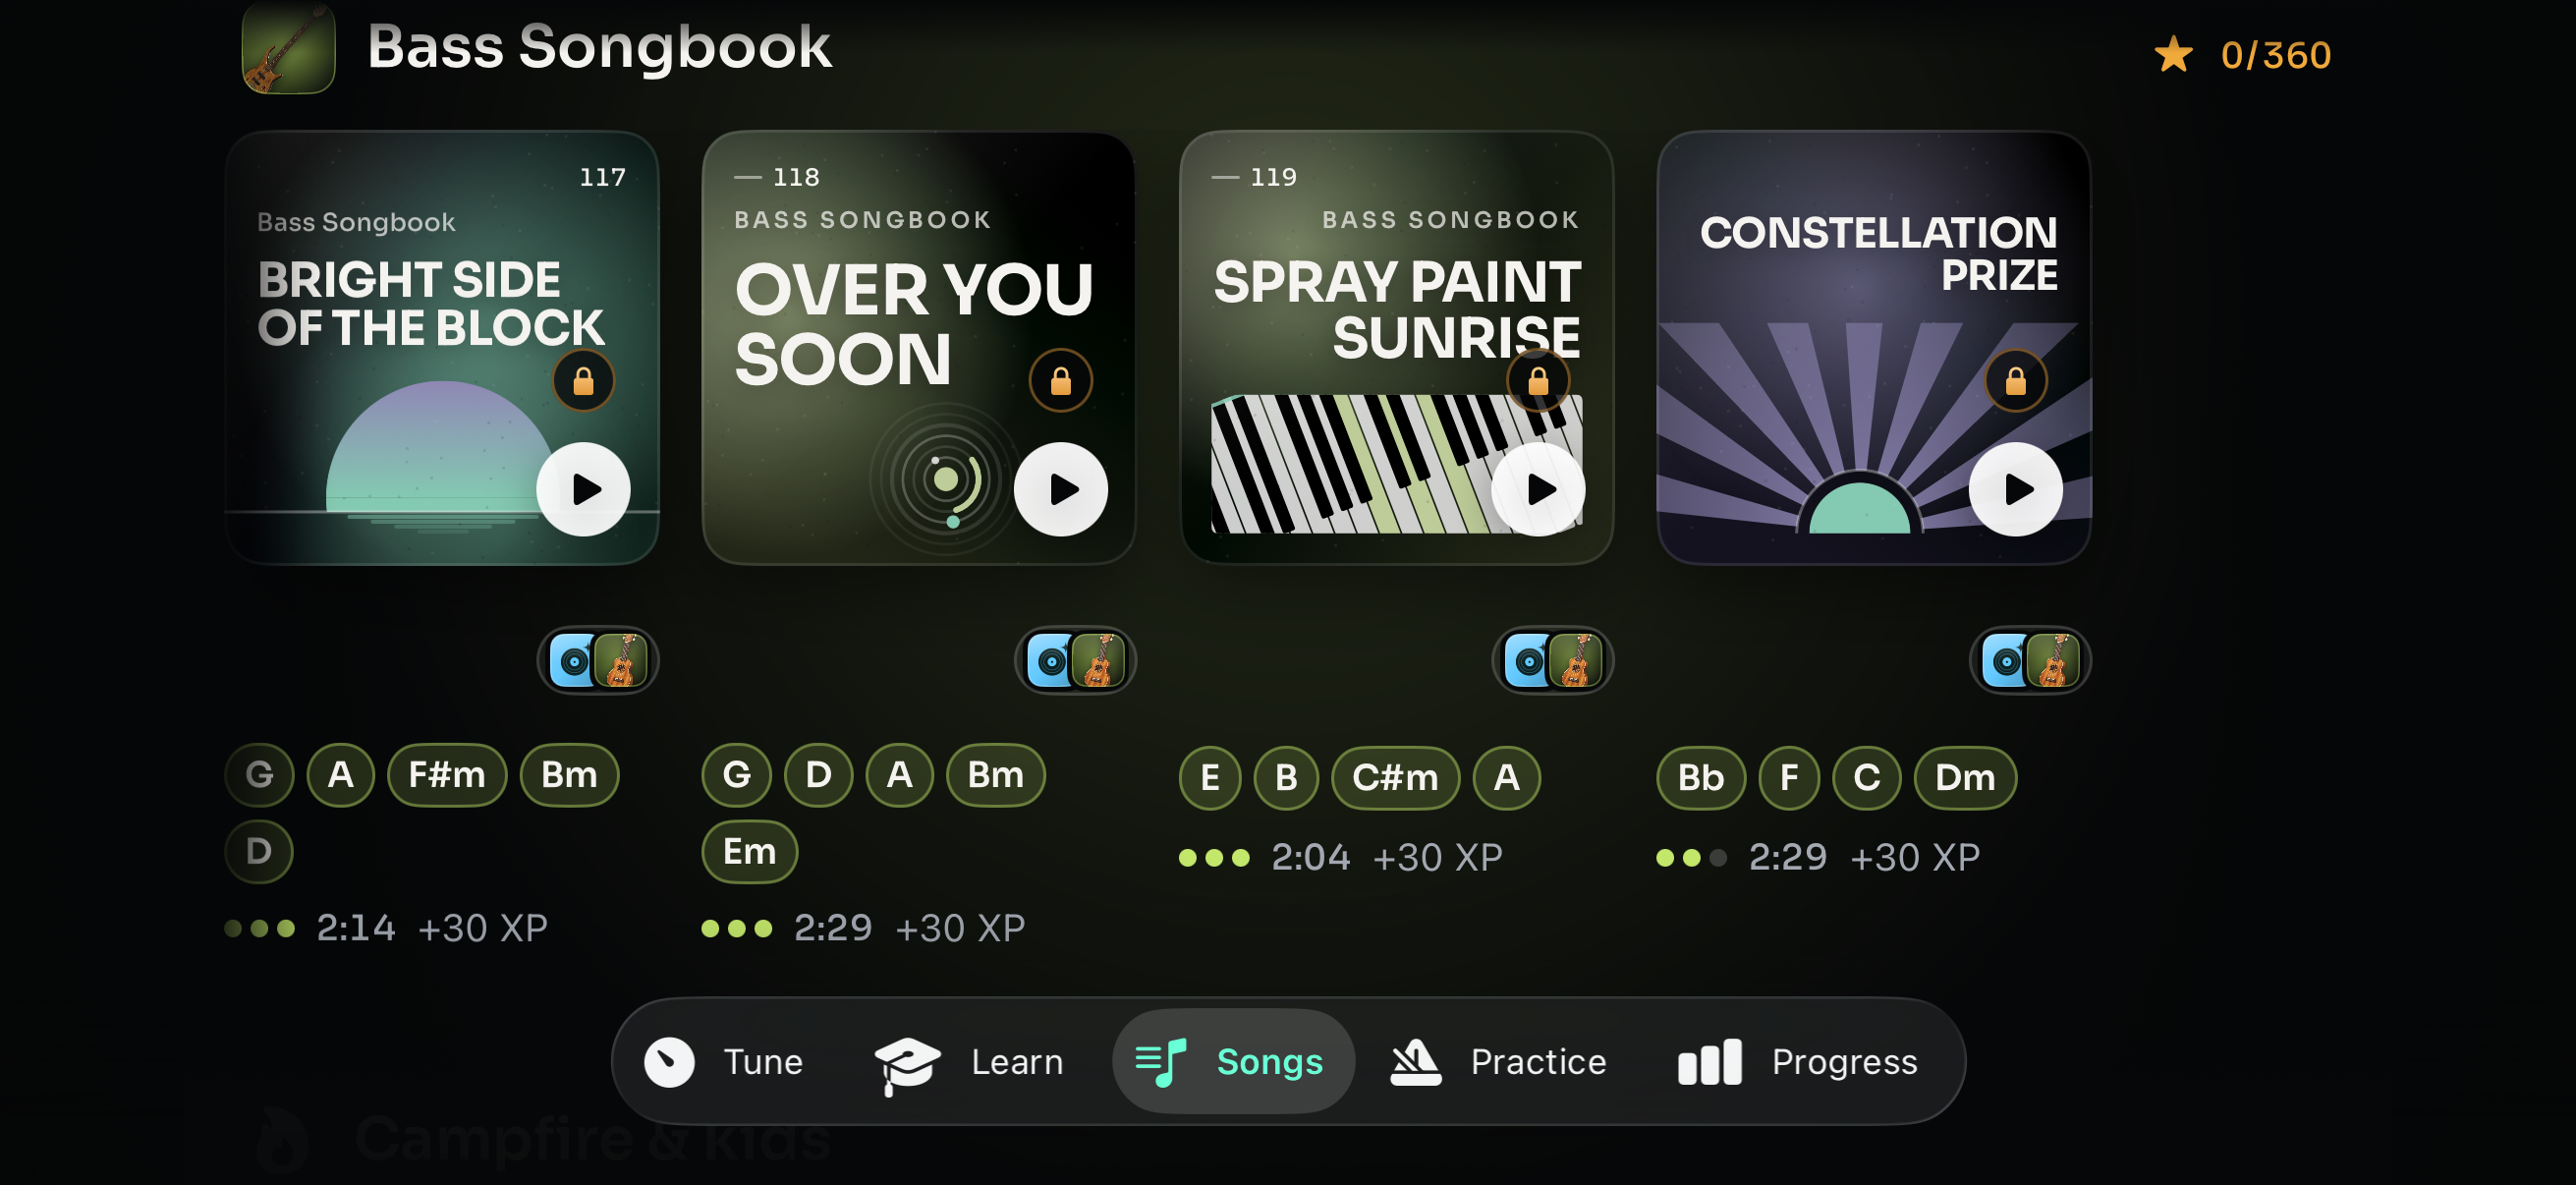 Bass Songbook
0/360
117
Bass Songbook
BRIGHT SIDE
OF THE BLOCK
118
BASS SONGBOOK
OVER YOU
SOON
119
BASS SONGBOOK
SPRAY PAINT
SUNRISE
CONSTELLATION
PRIZE
G A F#m Bm
D
2:14 +30 XP
G D A Bm
Em
2:29 +30 XP
E B C#m A
2:04 +30 XP
Bb F C Dm
2:29 +30 XP
Tune Learn Songs Practice Progress
Campfire & kids